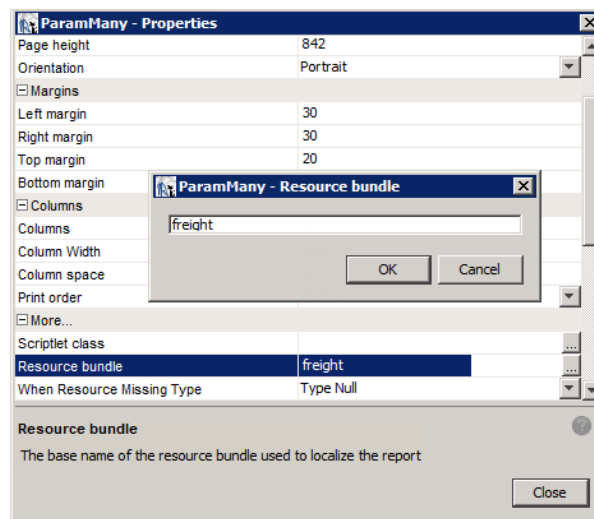 ParamMany - Properties
Page height 842
Orientation Portrait
Margins
Left margin 30
Right margin 30
Top margin 20
Bottom margin
ParamMany - Resource bundle
freight
OK Cancel
Columns
Columns
Column Width
Column space
Print order
More...
Scriptlet class ...
Resource bundle freight ...
When Resource Missing Type Type Null
Resource bundle
?
The base name of the resource bundle used to localize the report
Close